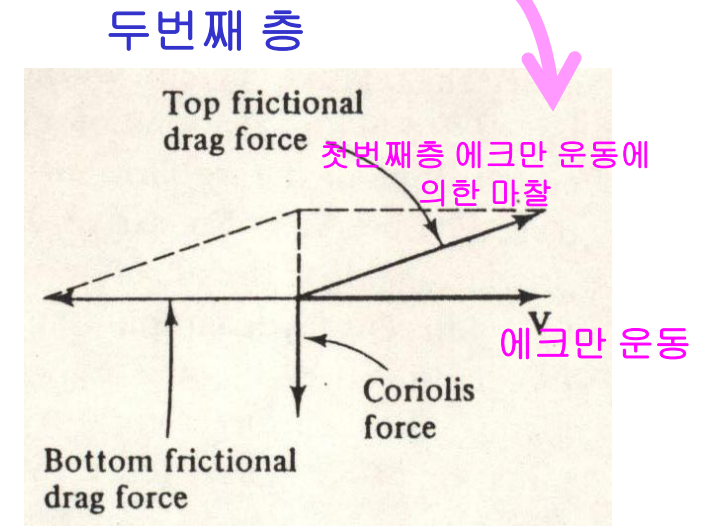 두번째 층
Top frictional
drag force
첫번째층 에크만 운동에
의한 마찰
V
에크만 운동
Coriolis
force
Bottom frictional
drag force